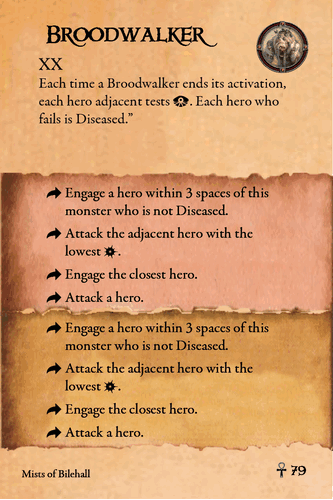 Broodwalker
XX
Each time a Broodwalker ends its activation,
each hero adjacent tests . Each hero who
fails is Diseased.”
Engage a hero within 3 spaces of this
monster who is not Diseased.
Attack the adjacent hero with the
lowest .
Engage the closest hero.
Attack a hero.
Engage a hero within 3 spaces of this
monster who is not Diseased.
Attack the adjacent hero with the
lowest .
Engage the closest hero.
Attack a hero.
Mists of Bilehall
79